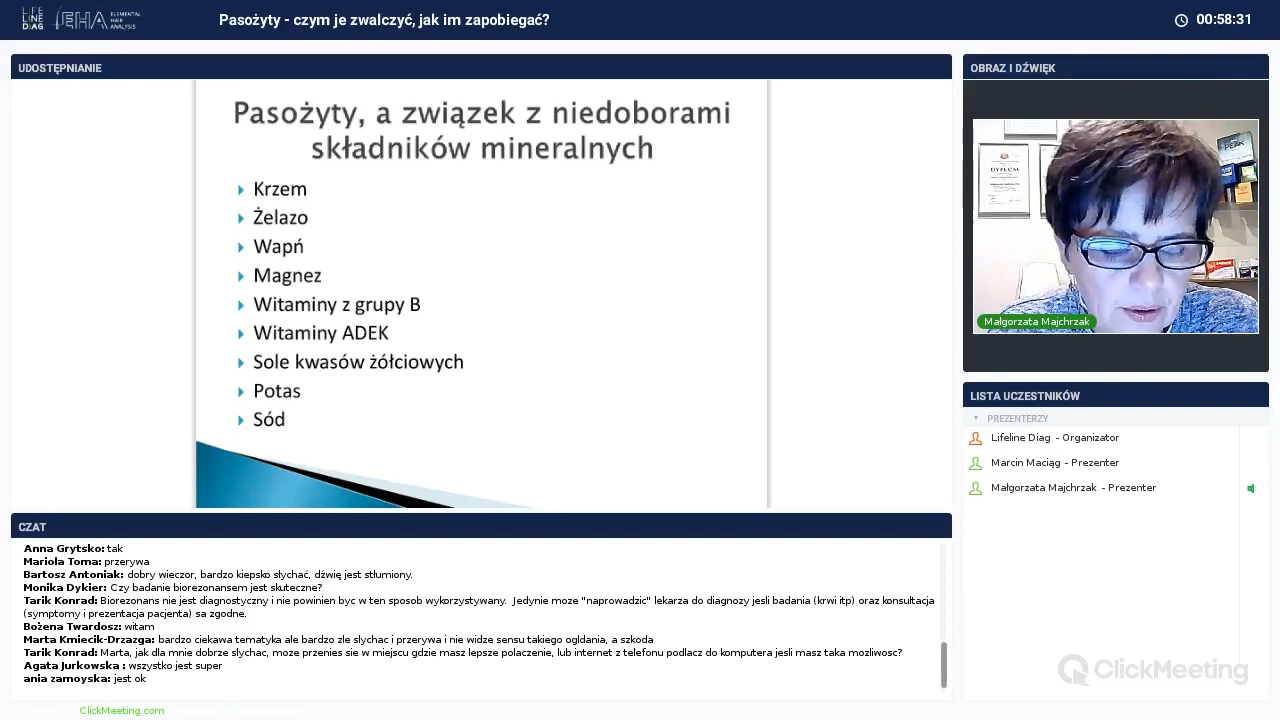 LIFE
LINE
DIAG
EHA ELEMENTAL
HAIR
ANALYSIS
Pasożyty - czym je zwalczyć, jak im zapobiegać?
00:58:31
UDOSTĘPNIANIE
Pasożyty, a związek z niedoborami
składników mineralnych
Krzem
Żelazo
Wapń
Magnez
Witaminy z grupy B
Witaminy ADEK
Sole kwasów żółciowych
Potas
Sód
OBRAZ I DŹWIĘK
DYPLOM
PEAK
Małgorzata Majchrzak
LISTA UCZESTNIKÓW
PREZENTERZY
Lifeline Diag - Organizator
Marcin Maciąg - Prezenter
Małgorzata Majchrzak - Prezenter
CZAT
Anna Grytsko: tak
Mariola Toma: przerywa
Bartosz Antoniak: dobry wieczor, bardzo kiepsko słychać, dźwię jest stłumiony.
Monika Dykier: Czy badanie biorezonansem jest skuteczne?
Tarik Konrad: Biorezonans nie jest diagnostyczny i nie powinien byc w ten sposob wykorzystywany. Jedynie moze "naprowadzic" lekarza do diagnozy jesli badania (krwi itp) oraz konsultacja
(symptomy i prezentacja pacjenta) sa zgodne.
Bożena Twardosz: witam
Marta Kmiecik-Drzazga: bardzo ciekawa tematyka ale bardzo zle slychac i przerywa i nie widze sensu takiego ogldania, a szkoda
Tarik Konrad: Marta, jak dla mnie dobrze slychac, moze przenies sie w miejscu gdzie masz lepsze polaczenie, lub internet z telefonu podlacz do komputera jesli masz taka mozliwosc?
Agata Jurkowska : wszystko jest super
ania zamoyska: jest ok
ClickMeeting
ClickMeeting.com